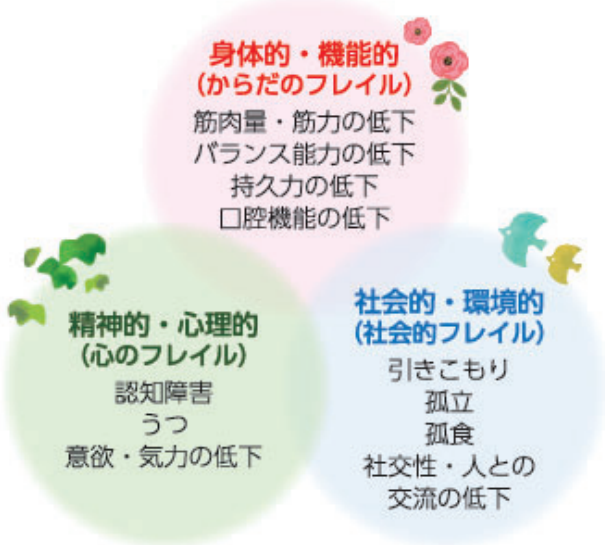 身体的・機能的
(からだのフレイル)
筋肉量・筋力の低下
バランス能力の低下
持久力の低下
口腔機能の低下
精神的・心理的
(心のフレイル)
認知障害
うつ
意欲・気力の低下
社会的・環境的
(社会的フレイル)
引きこもり
孤立
孤食
社交性・人との
交流の低下